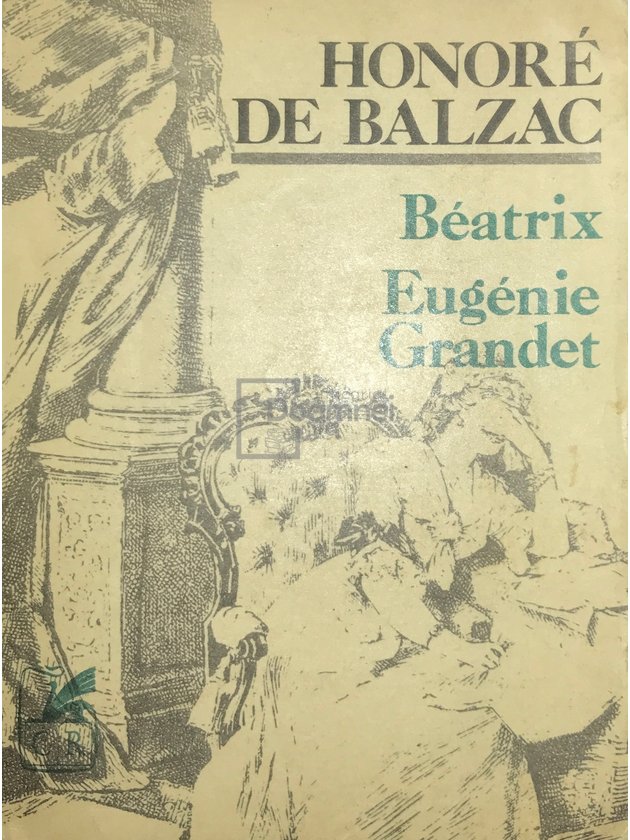 HONORÉ
DE BALZAC
Béatrix
Eugénie
Grandet
C R